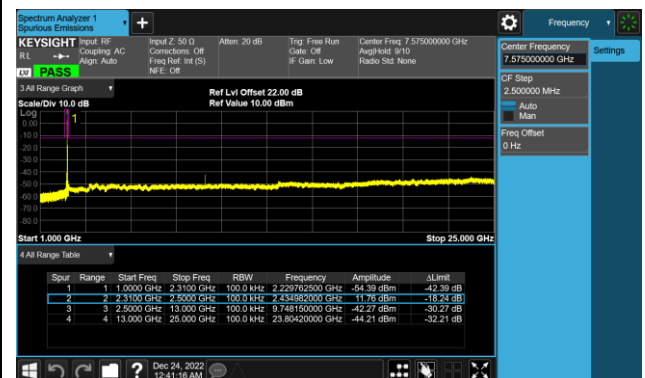 Spectrum Analyzer 1
Spurious Emissions
Frequency
KEYSIGHT
RL
Input: RF
Coupling: AC
Align: Auto
Input Z: 50 Ω
Corrections: Off
Freq Ref: Int (S)
NFE: Off
Atten: 20 dB
Trig: Free Run
Gate: Off
IF Gain: Low
Center Freq: 7.575000000 GHz
Avg|Hold: 9/10
Radio Std: None
LXI PASS
Center Frequency
7.575000000 GHz
Settings
CF Step
2.500000 MHz
Auto
Man
Freq Offset
0 Hz
3 All Range Graph
Scale/Div 10.0 dB
Ref Lvl Offset 22.00 dB
Ref Value 10.00 dBm
Log
1
0.00
-10.0
-20.0
-30.0
-40.0
-50.0
-60.0
-70.0
-80.0
Start 1.000 GHz
Stop 25.000 GHz
4 All Range Table
Spur Range Start Freq Stop Freq RBW Frequency Amplitude ΔLimit
1 1 1.0000 GHz 2.3100 GHz 100.0 kHz 2.229762500 GHz -54.39 dBm -42.39 dB
2 2 2.3100 GHz 2.5000 GHz 100.0 kHz 2.434982000 GHz 11.76 dBm -18.24 dB
3 3 2.5000 GHz 13.000 GHz 100.0 kHz 9.748150000 GHz -42.27 dBm -30.27 dB
4 4 13.000 GHz 25.000 GHz 100.0 kHz 23.80420000 GHz -44.21 dBm -32.21 dB
Dec 24, 2022
12:41:16 AM